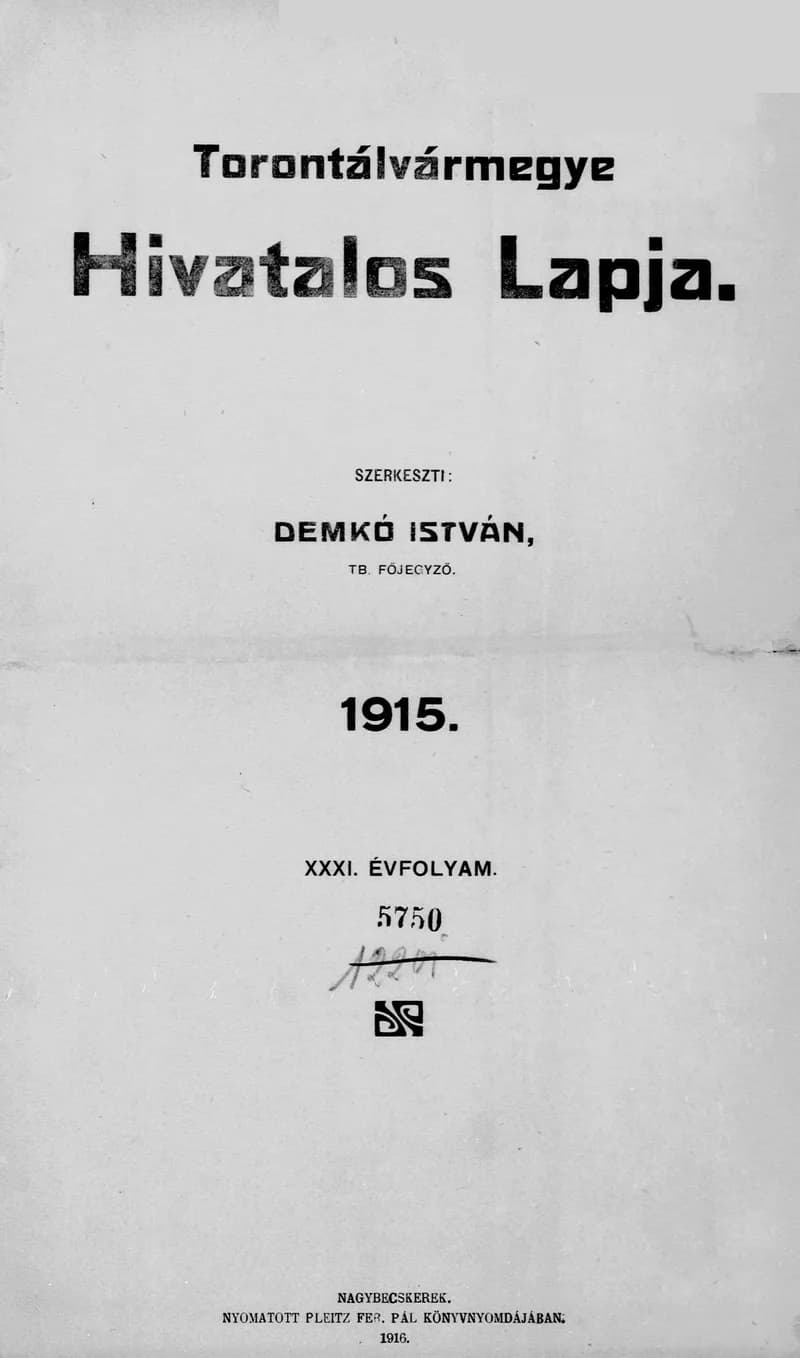 Torontálvármegye
Hivatalos Lapja.
SZERKESZTI:
DEMKÓ ISTVÁN,
TB. FŐJEGYZŐ.
1915.
XXXI. ÉVFOLYAM.
5750
NAGYBECSKEREK.
NYOMATOTT PLEITZ FER. PÁL KÖNYVNYOMDÁJÁBAN.
1916.